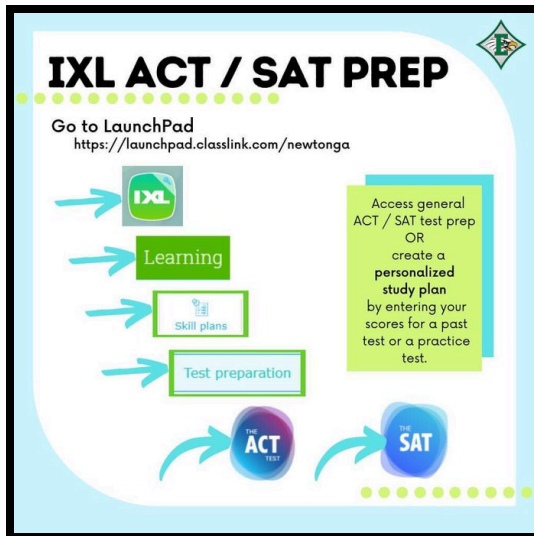 IXL ACT / SAT PREP
Go to LaunchPad
https://launchpad.classlink.com/newtonga
IXL
Learning
Skill plans
Test preparation
THE
ACT
TEST
THE
SAT
Access general
ACT / SAT test prep
OR
create a
personalized
study plan
by entering your
scores for a past
test or a practice
test.
E